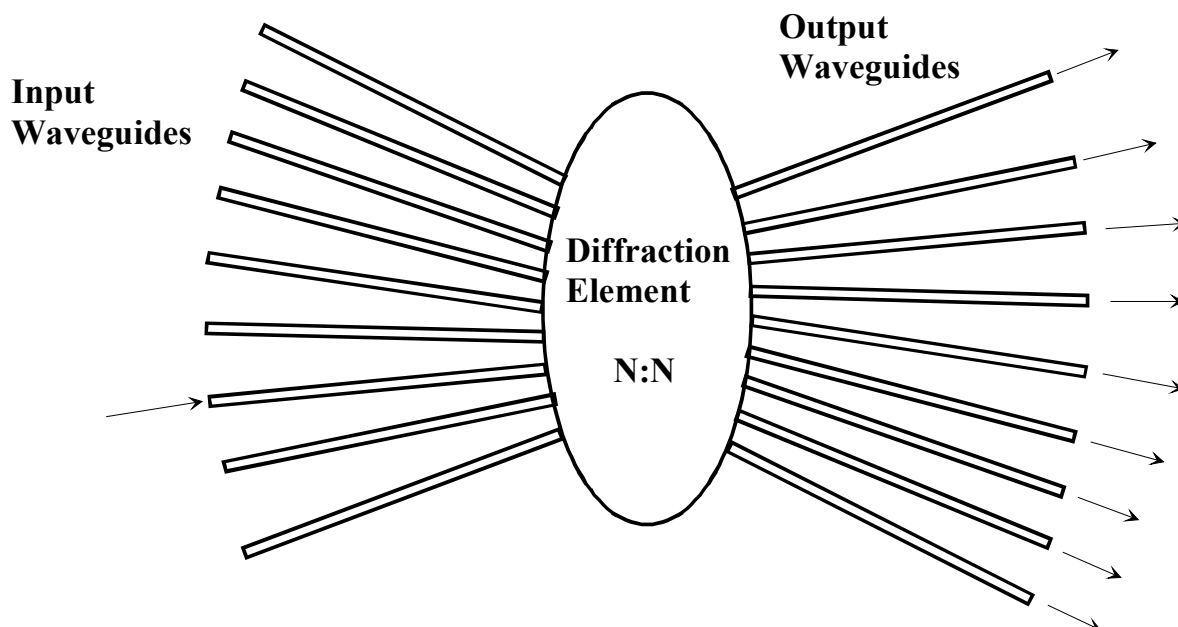 Input
Waveguides
Output
Waveguides
Diffraction
Element
N:N